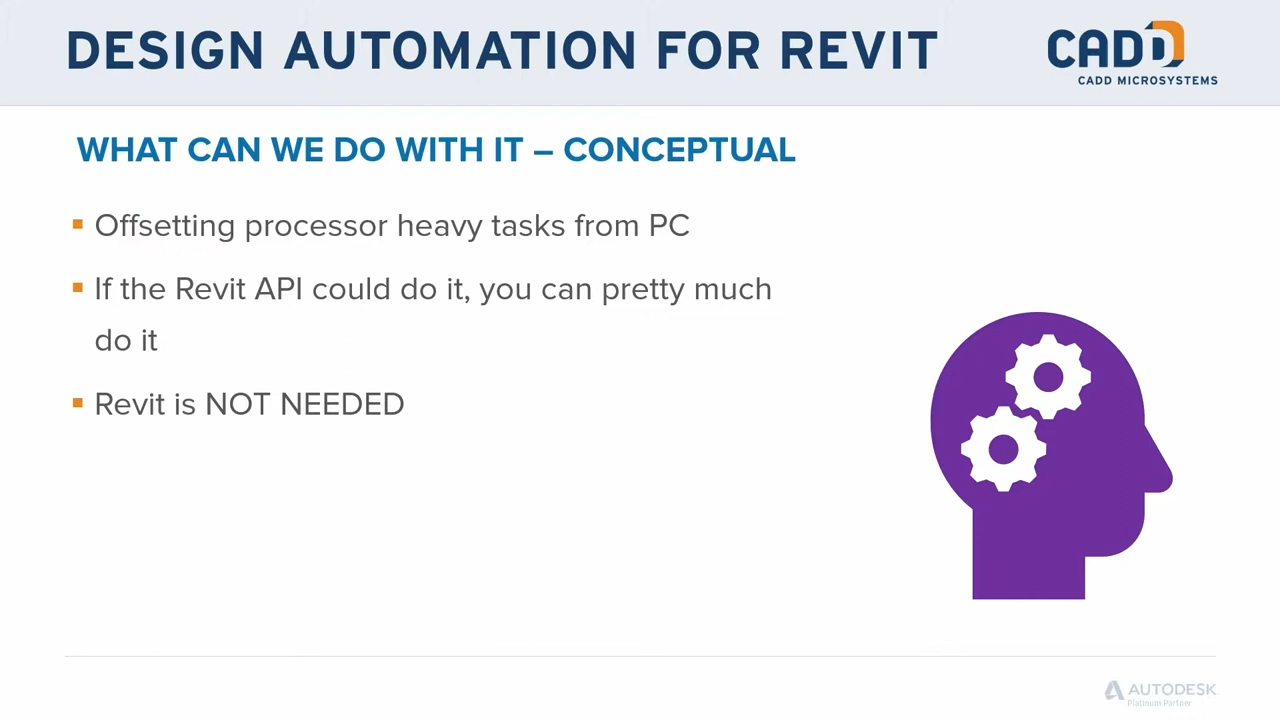 DESIGN AUTOMATION FOR REVIT
CADD
CADD MICROSYSTEMS
WHAT CAN WE DO WITH IT – CONCEPTUAL
▪ Offsetting processor heavy tasks from PC
▪ If the Revit API could do it, you can pretty much
do it
▪ Revit is NOT NEEDED
AUTODESK
Platinum Partner